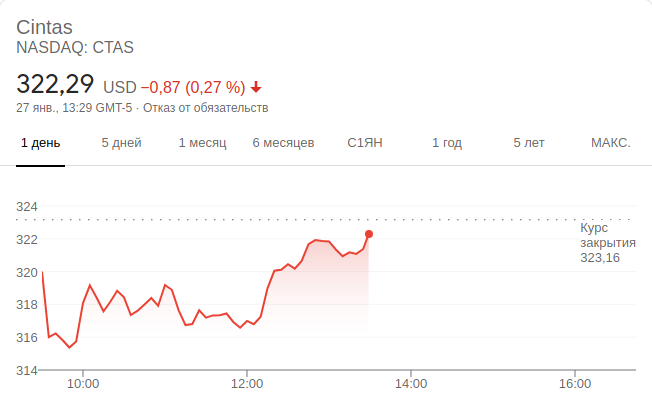 Cintas
NASDAQ: CTAS
322,29 USD −0,87 (0,27 %)
27 янв., 13:29 GMT-5 · Отказ от обязательств
1 день 5 дней 1 месяц 6 месяцев С1ЯН 1 год 5 лет МАКС.
324
322
320
318
316
314
Курс
закрытия
323,16
10:00 12:00 14:00 16:00